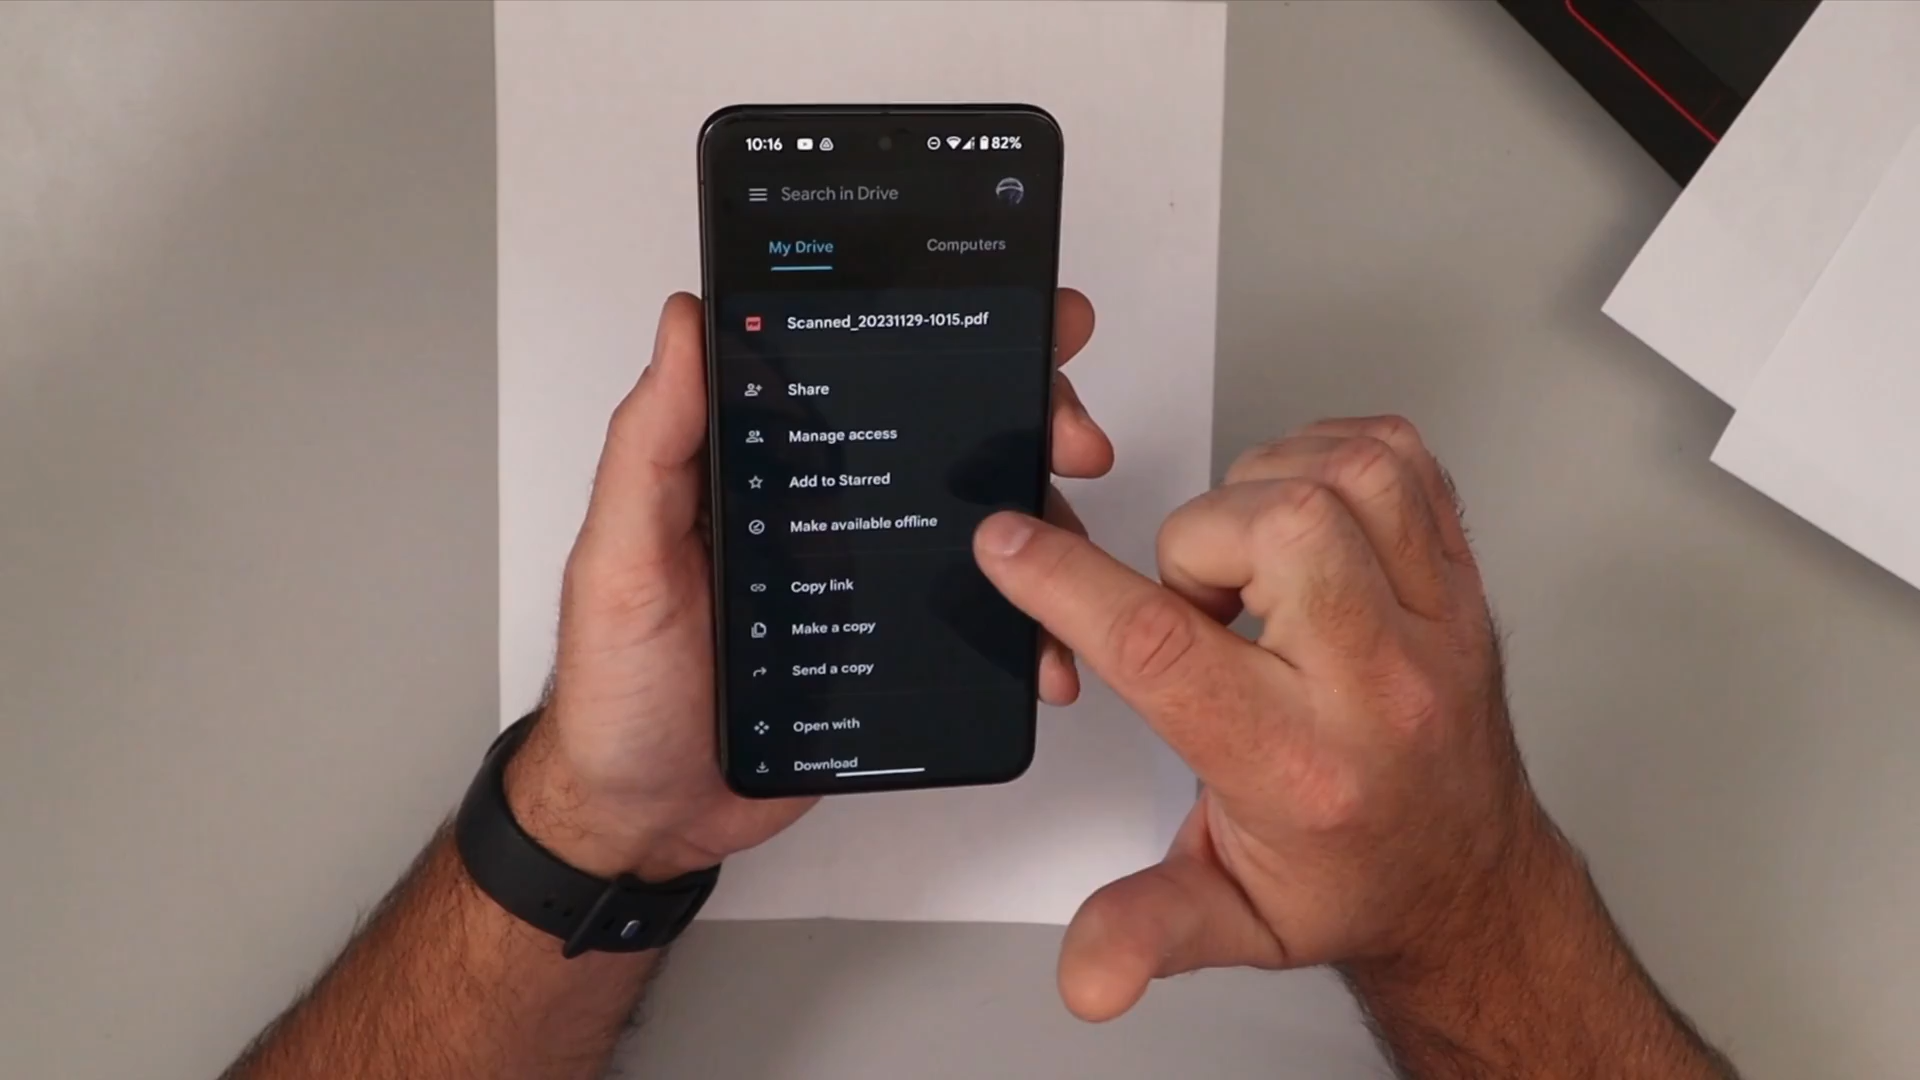 10:16 82%
Search in Drive
My Drive Computers
Scanned_20231129-1015.pdf
Share
Manage access
Add to Starred
Make available offline
Copy link
Make a copy
Send a copy
Open with
Download